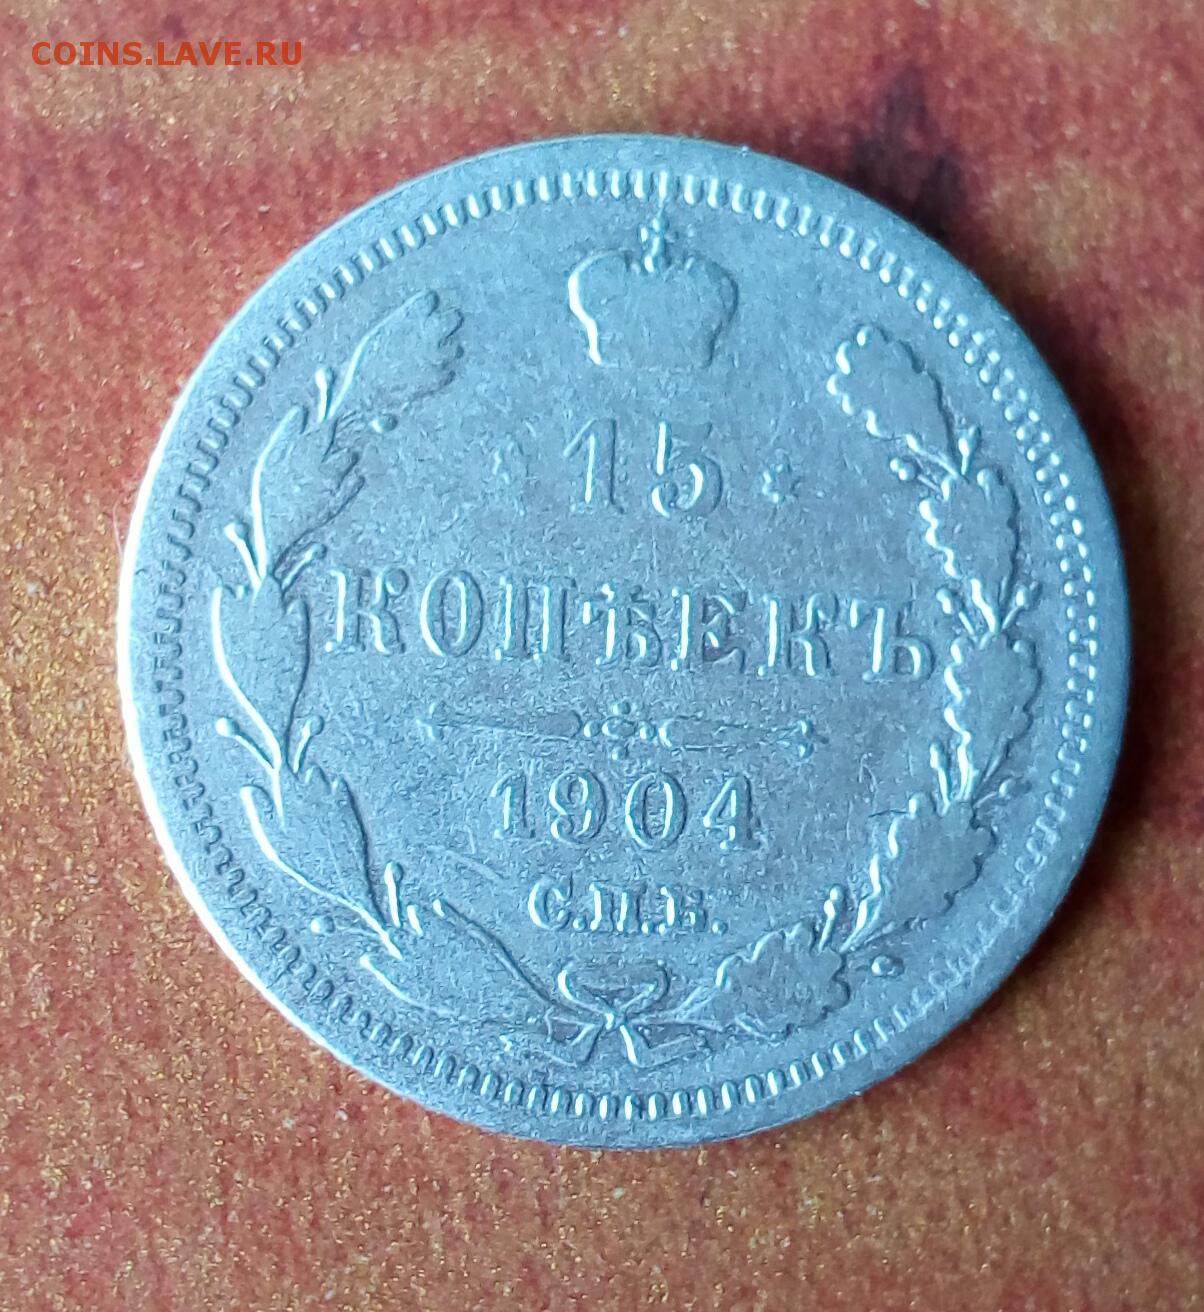 COINS.LAVE.RU
15
КОПѢЕКЪ
1904
С.П.Б.